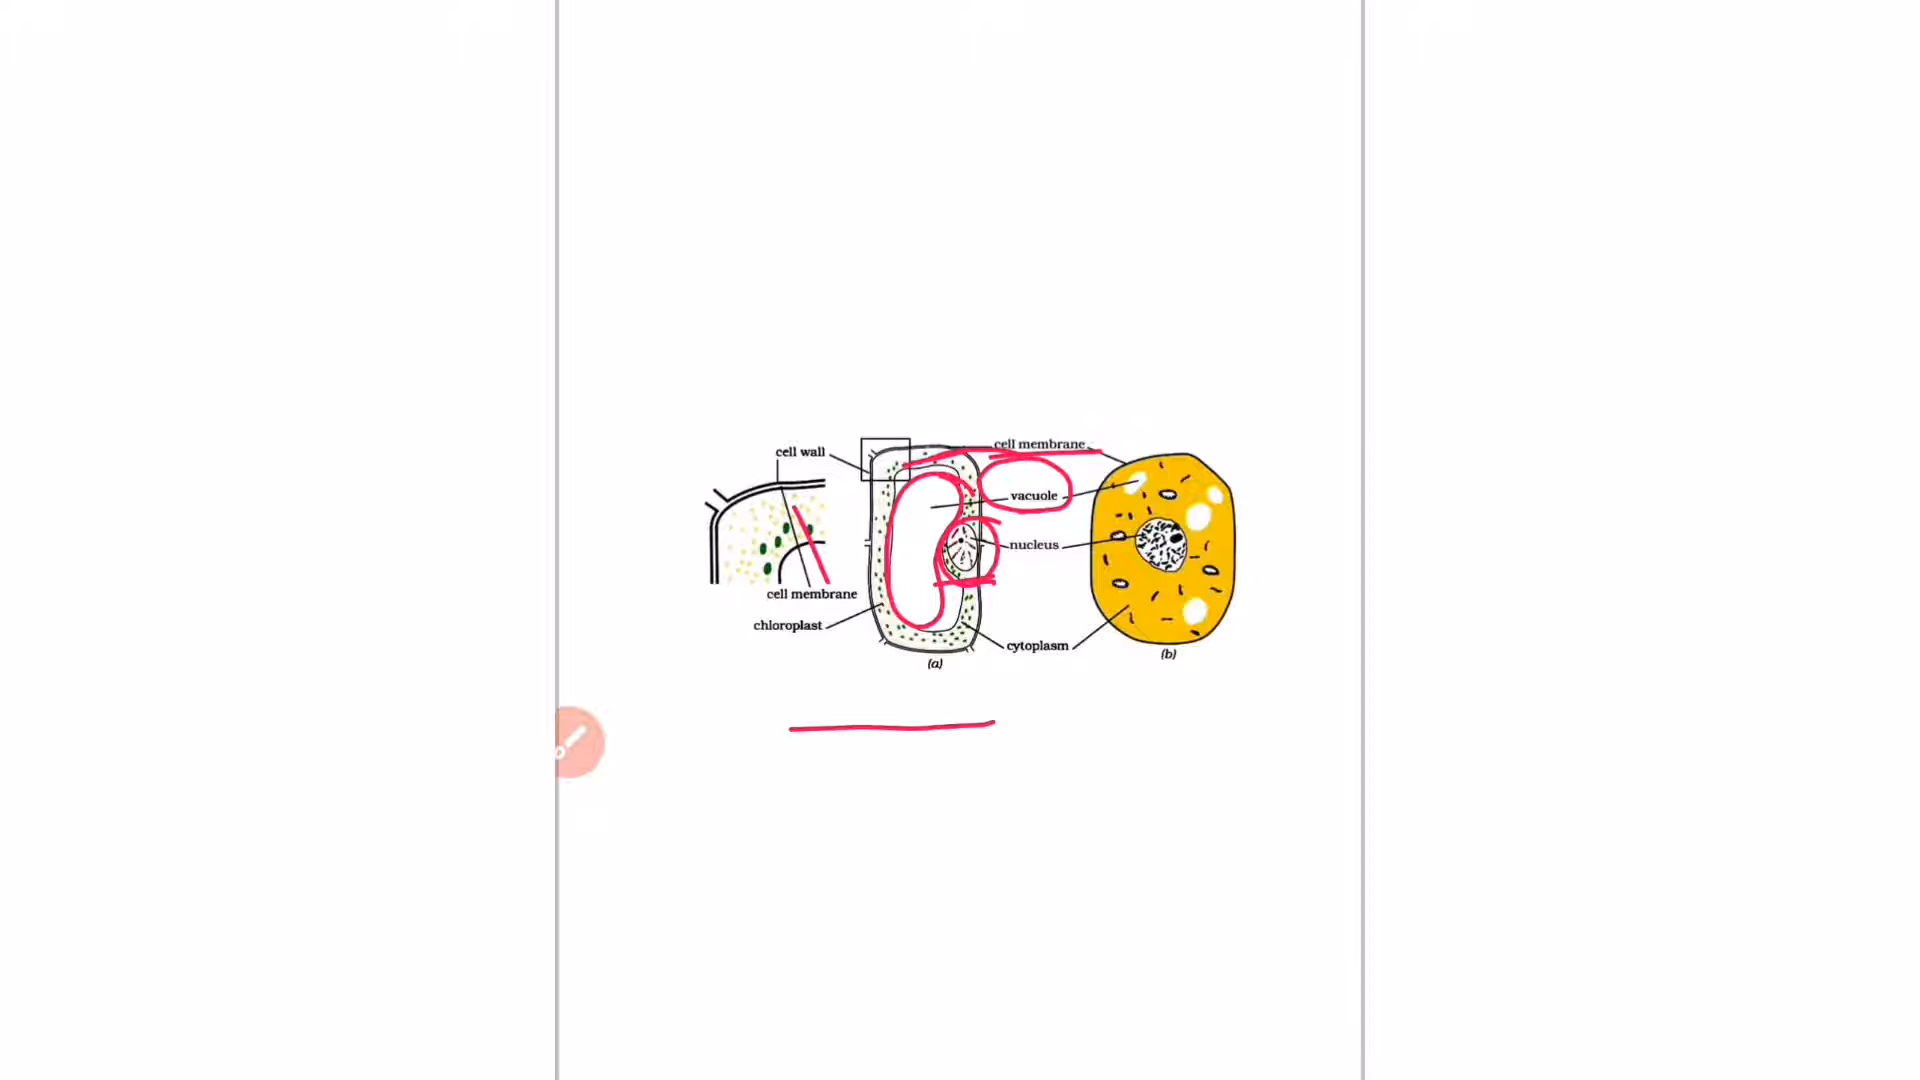 cell wall
cell membrane
vacuole
nucleus
cell membrane
chloroplast
cytoplasm
(a)
(b)